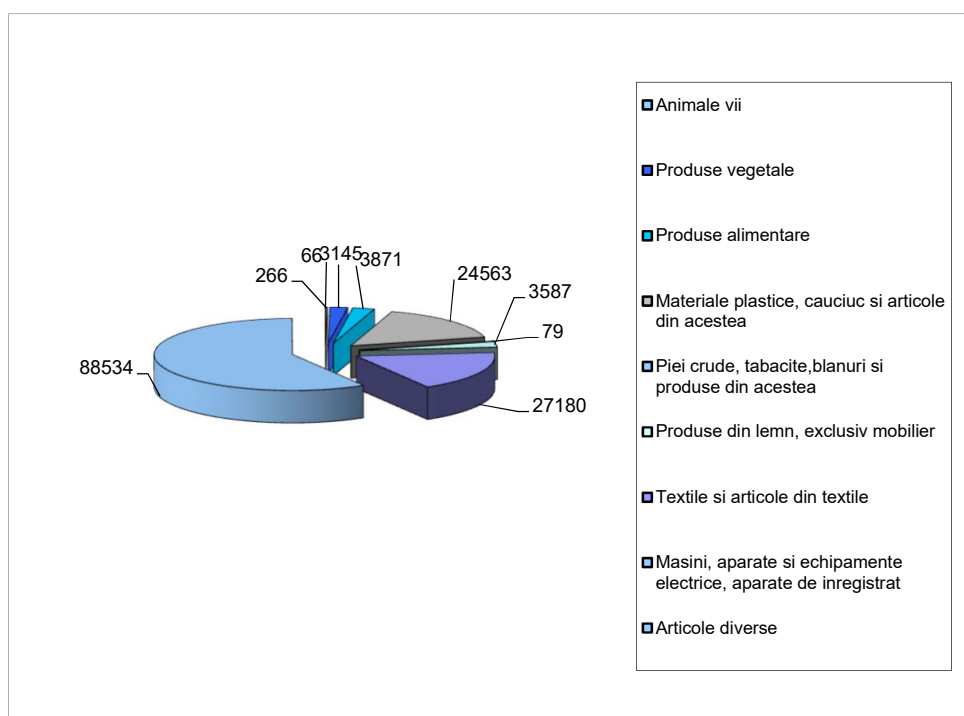 663145
3871
266
24563
3587
79
88534
27180
Animale vii
Produse vegetale
Produse alimentare
Materiale plastice, cauciuc si articole
din acestea
Piei crude, tabacite,blanuri si
produse din acestea
Produse din lemn, exclusiv mobilier
Textile si articole din textile
Masini, aparate si echipamente
electrice, aparate de inregistrat
Articole diverse